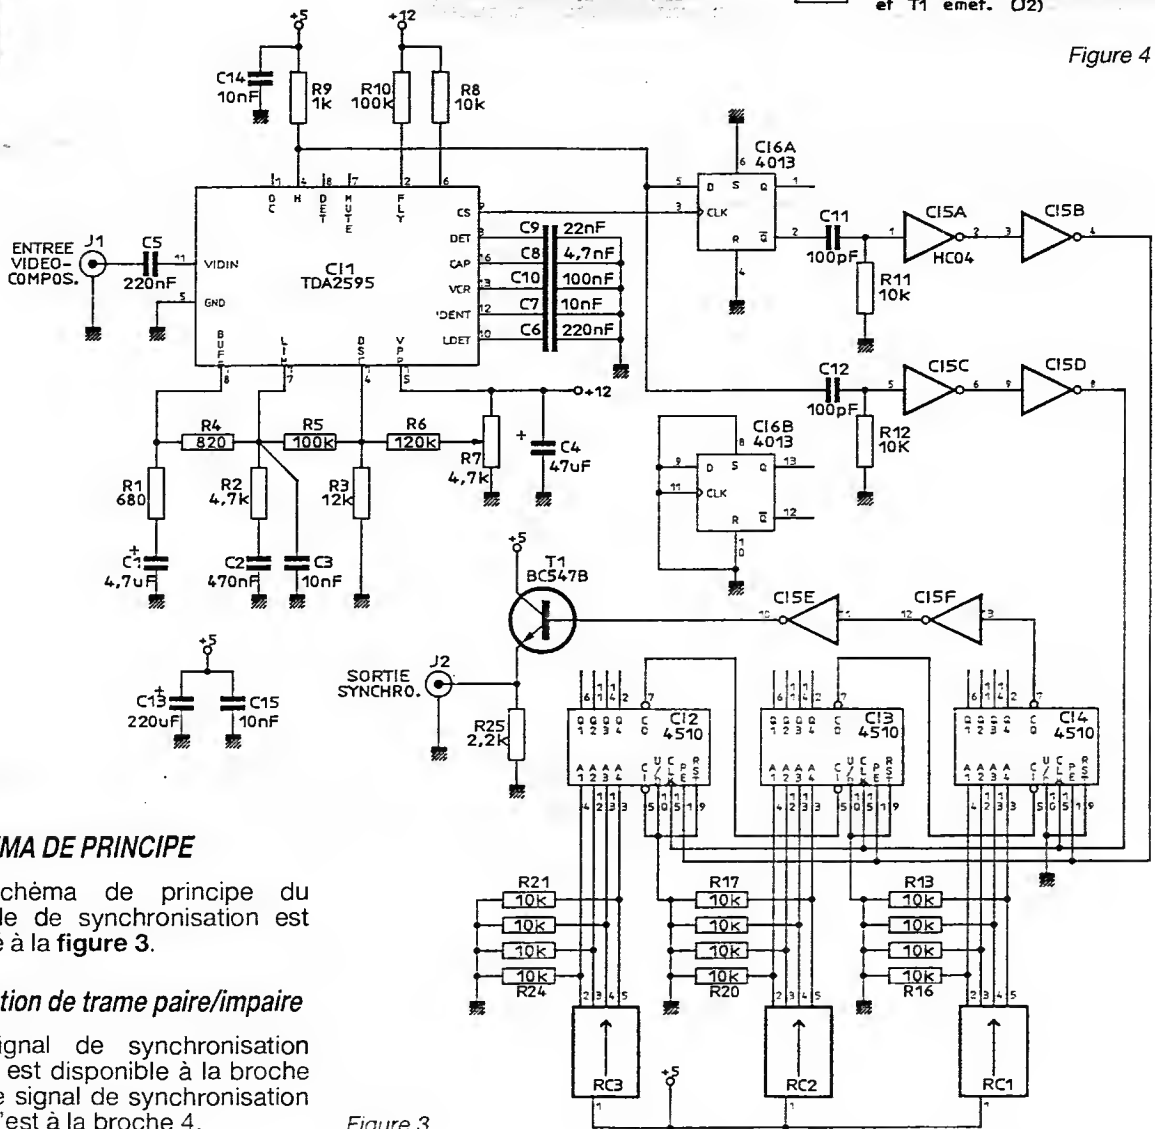 et T1 émet. (J2)
Figure 4
+5
+12
C14
10nF
R9
1k
R10
100k
R8
10k
CI6A
4013
ENTREE
VIDEO-
COMPOS.
J1
C5
220nF
CI1
TDA2595
VIDIN
GND
H
MUTE
FLY
CS
DET
CAP
VCR
LDET
C9 22nF
C8 4,7nF
C10 100nF
C7 10nF
C6 220nF
D S Q
CLK
R Q
C11
100pF
R11
10k
CI5A
HC04
CI5B
C12
100pF
R12
10K
CI5C
CI5D
+12
R4
820
R5
100k
R6
120k
R7
4,7k
C4
47uF
R1
680
R2
4,7k
R3
12k
C1
4,7uF
C2
470nF
C3
10nF
CI6B
4013
D S Q
CLK
R Q
+5
T1
BC547B
CI5E
CI5F
SORTIE
SYNCHRO.
J2
R25
2,2k
+5
C13
220uF
C15
10nF
CI2
4510
CI3
4510
CI4
4510
R21
10k
10k
10k
10k
R24
R17
10k
10k
10k
10k
R20
R13
10k
10k
10k
10k
R16
RC3
RC2
RC1
+5
MA DE PRINCIPE
chéma de principe du
le de synchronisation est
é à la figure 3.
tion de trame paire/impaire
ignal de synchronisation
est disponible à la broche
e signal de synchronisation
'est à la broche 4.
Figure 3